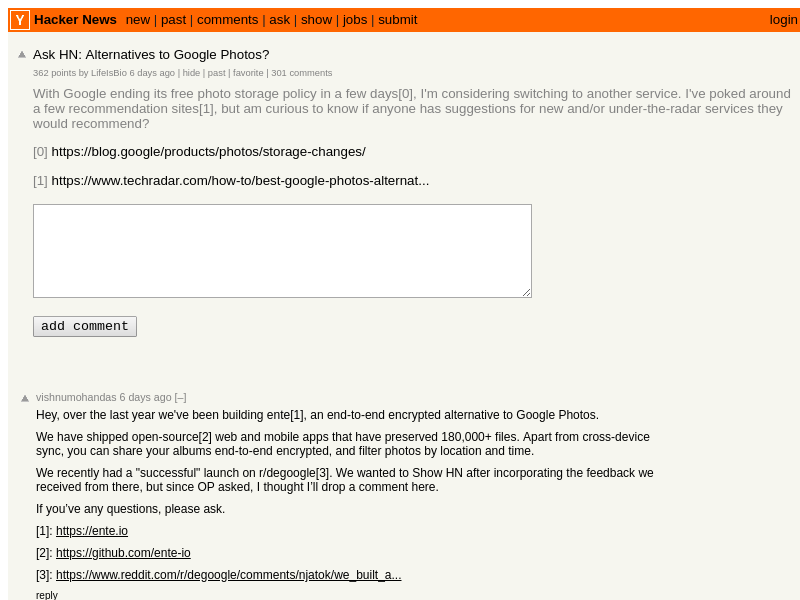 Y Hacker News new | past | comments | ask | show | jobs | submit login
Ask HN: Alternatives to Google Photos?
362 points by LifeIsBio 6 days ago | hide | past | favorite | 301 comments
With Google ending its free photo storage policy in a few days[0], I'm considering switching to another service. I've poked around
a few recommendation sites[1], but am curious to know if anyone has suggestions for new and/or under-the-radar services they
would recommend?
[0] https://blog.google/products/photos/storage-changes/
[1] https://www.techradar.com/how-to/best-google-photos-alternat...
add comment
vishnumohandas 6 days ago [–]
Hey, over the last year we've been building ente[1], an end-to-end encrypted alternative to Google Photos.
We have shipped open-source[2] web and mobile apps that have preserved 180,000+ files. Apart from cross-device
sync, you can share your albums end-to-end encrypted, and filter photos by location and time.
We recently had a "successful" launch on r/degoogle[3]. We wanted to Show HN after incorporating the feedback we
received from there, but since OP asked, I thought I’ll drop a comment here.
If you’ve any questions, please ask.
[1]: https://ente.io
[2]: https://github.com/ente-io
[3]: https://www.reddit.com/r/degoogle/comments/njatok/we_built_a...
reply